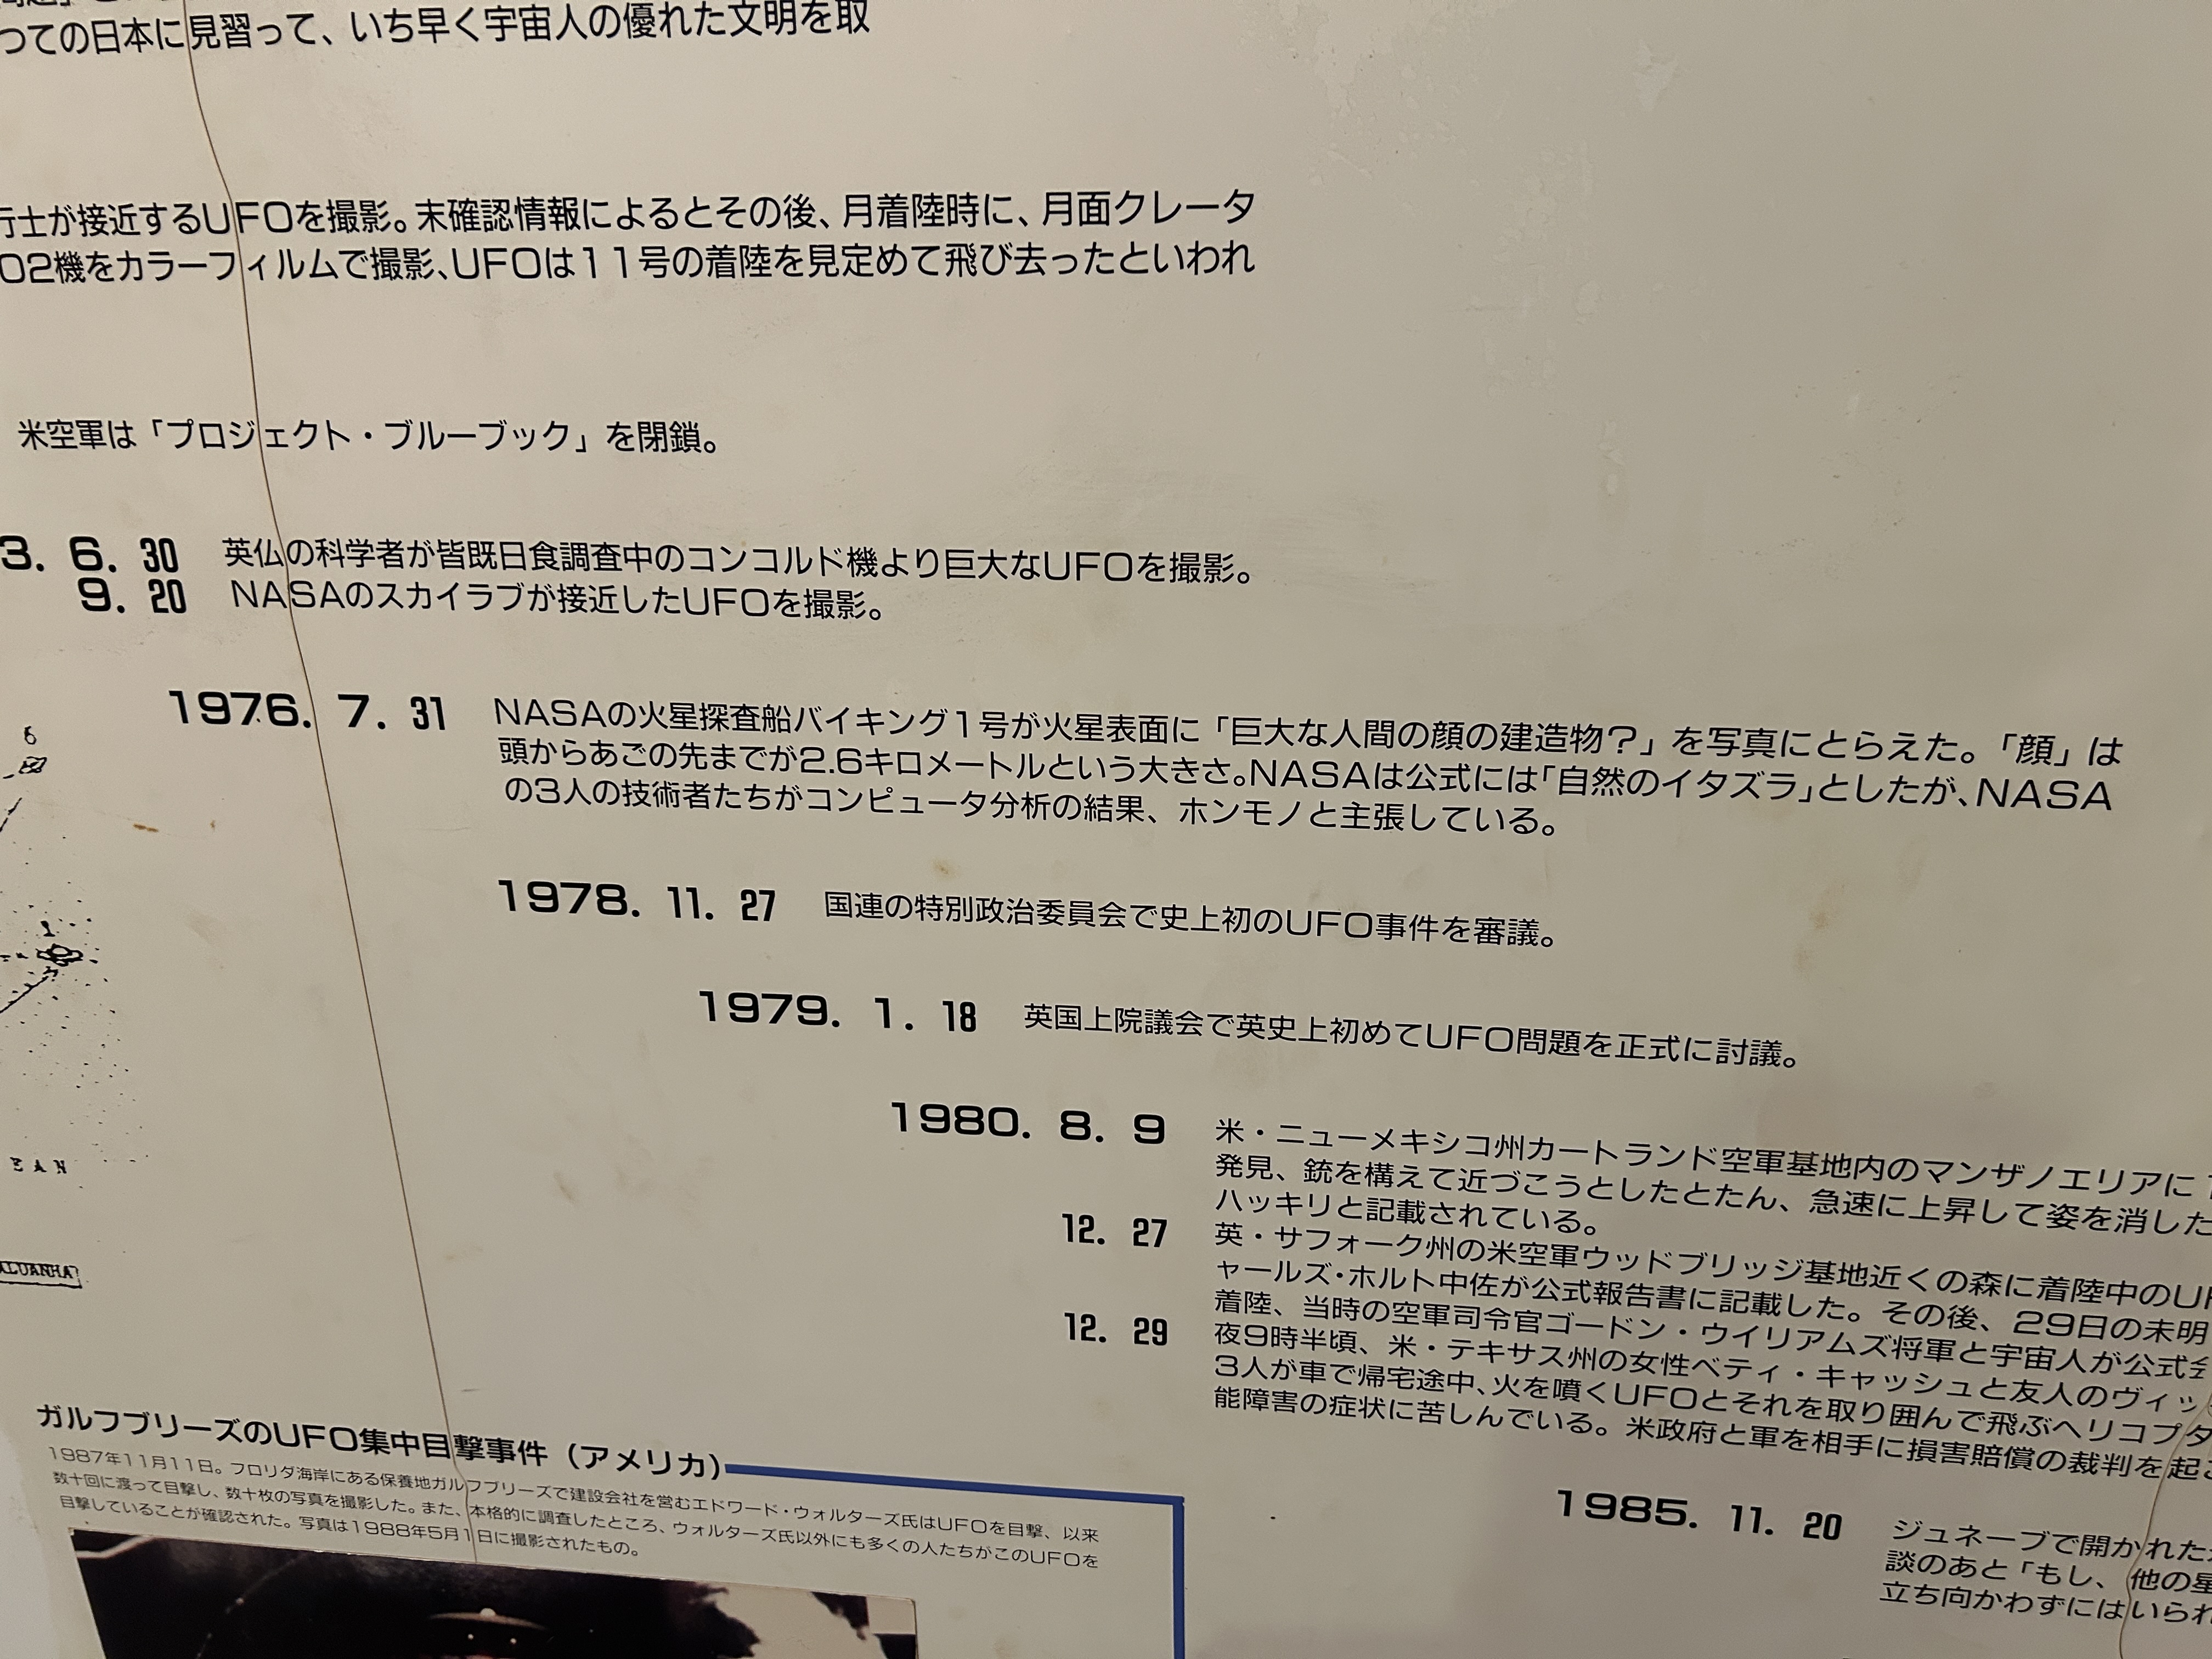 つての日本に見習って、いち早く宇宙人の優れた文明を取
行士が接近するUFOを撮影。末確認情報によるとその後、月着陸時に、月面クレータ
O2機をカラーフィルムで撮影、UFOは11号の着陸を見定めて飛び去ったといわれ
米空軍は「プロジェクト・ブルーブック」を閉鎖。
3. 6. 30 英仏の科学者が皆既日食調査中のコンコルド機より巨大なUFOを撮影。
9. 20 NASAのスカイラブが接近したUFOを撮影。
1976. 7. 31 NASAの火星探査船バイキング1号が火星表面に「巨大な人間の顔の建造物?」を写真にとらえた。「顔」は
頭からあごの先までが2.6キロメートルという大きさ。NASAは公式には「自然のイタズラ」としたが、NASA
の3人の技術者たちがコンピュータ分析の結果、ホンモノと主張している。
1978. 11. 27 国連の特別政治委員会で史上初のUFO事件を審議。
1979. 1. 18 英国上院議会で英史上初めてUFO問題を正式に討議。
1980. 8. 9 米・ニューメキシコ州カートランド空軍基地内のマンザノエリアに
発見、銃を構えて近づこうとしたとたん、急速に上昇して姿を消した
ハッキリと記載されている。
12. 27 英・サフォーク州の米空軍ウッドブリッジ基地近くの森に着陸中のUF
ャールズ・ホルト中佐が公式報告書に記載した。その後、29日の未明
着陸、当時の空軍司令官ゴードン・ウイリアムズ将軍と宇宙人が公式会
12. 29 夜9時半頃、米・テキサス州の女性ベティ・キャッシュと友人のヴィッ
3人が車で帰宅途中、火を噴くUFOとそれを取り囲んで飛ぶヘリコプタ
能障害の症状に苦しんでいる。米政府と軍を相手に損害賠償の裁判を起こ
1985. 11. 20 ジュネーブで開かれた
談のあと「もし、他の星
立ち向かわずにはいられ
6
1
EAN
ALUANHA
ガルフブリーズのUFO集中目撃事件(アメリカ)
1987年11月11日。フロリダ海岸にある保養地ガルフブリーズで建設会社を営むエドワード・ウォルターズ氏はUFOを目撃、以来
数十回に渡って目撃し、数十枚の写真を撮影した。また、本格的に調査したところ、ウォルターズ氏以外にも多くの人たちがこのUFOを
目撃していることが確認された。写真は1988年5月1日に撮影されたもの。